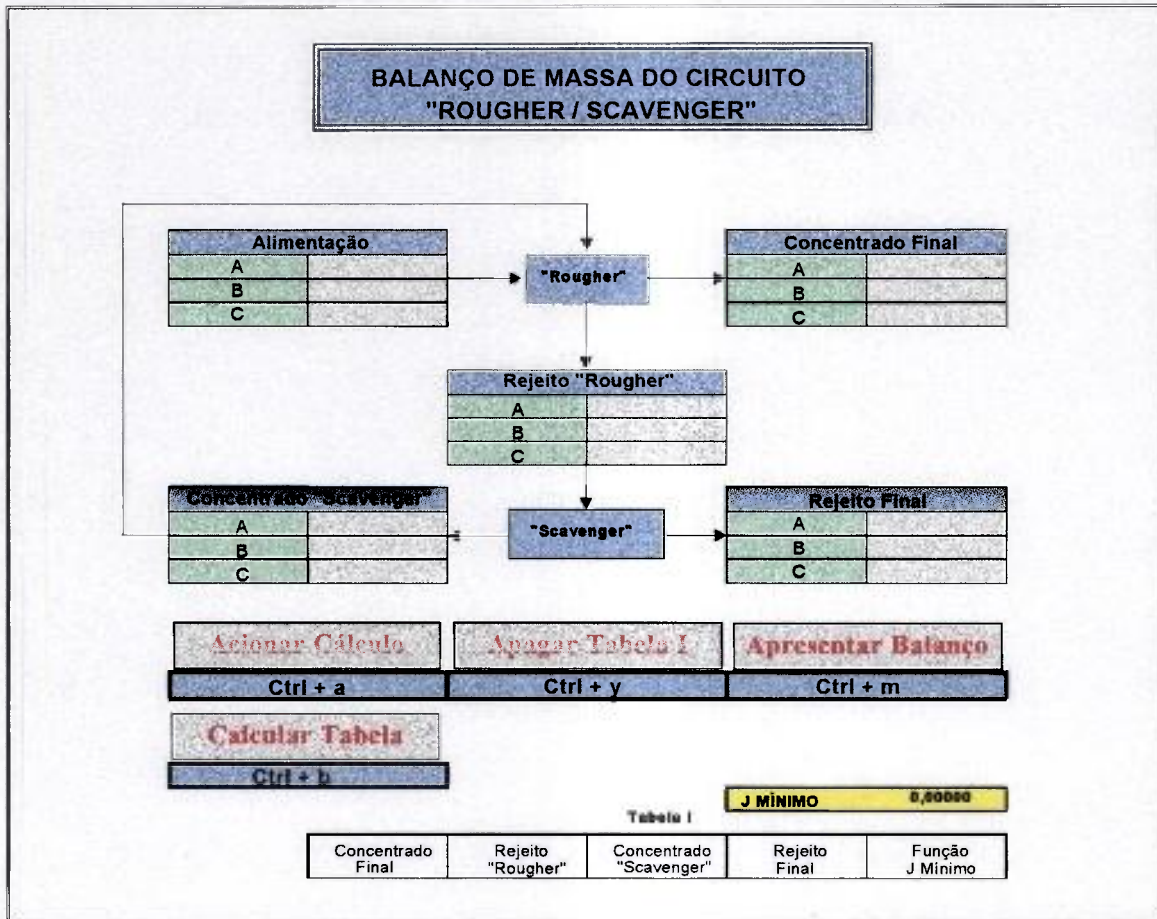 BALANÇO DE MASSA DO CIRCUITO
"ROUGHER / SCAVENGER"
Alimentação
A
B
C
"Rougher"
Concentrado Final
A
B
C
Rejeito "Rougher"
A
B
C
Concentrado "Scavenger"
A
B
C
"Scavenger"
Rejeito Final
A
B
C
Acionar Cálculo
Apagar Tabela I
Apresentar Balanço
Ctrl + a
Ctrl + y
Ctrl + m
Calcular Tabela
Ctrl + b
J MÍNIMO 0,00000
Tabela I
Concentrado
Final
Rejeito
"Rougher"
Concentrado
"Scavenger"
Rejeito
Final
Função
J Mínimo